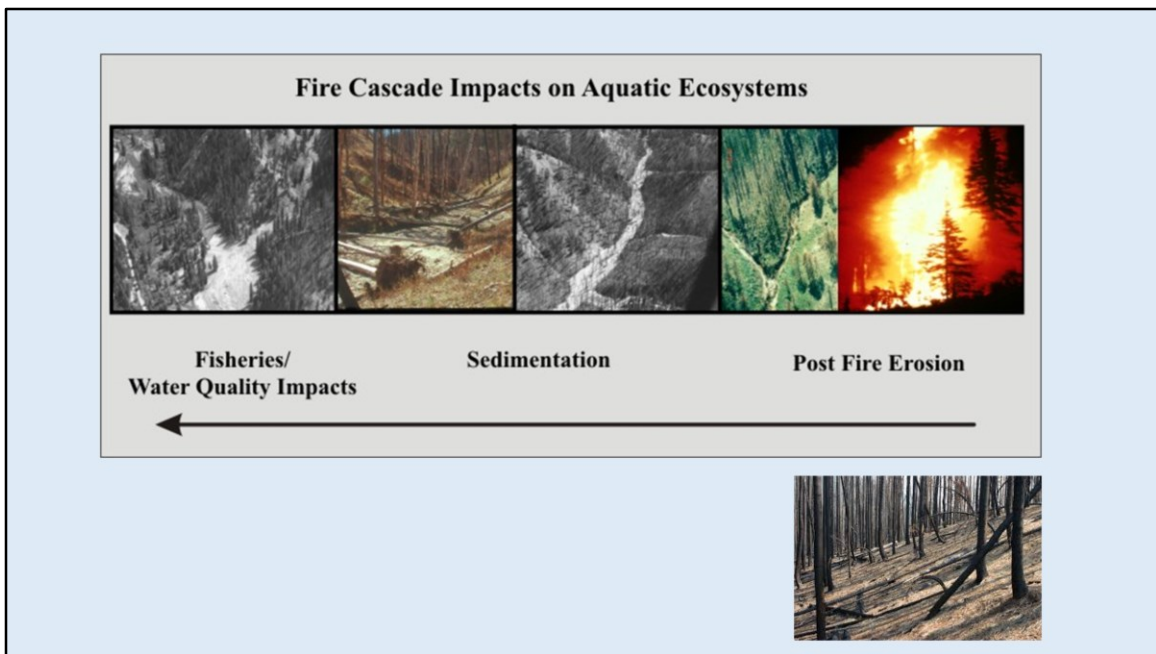 Fire Cascade Impacts on Aquatic Ecosystems
Fisheries/
Water Quality Impacts
Sedimentation
Post Fire Erosion